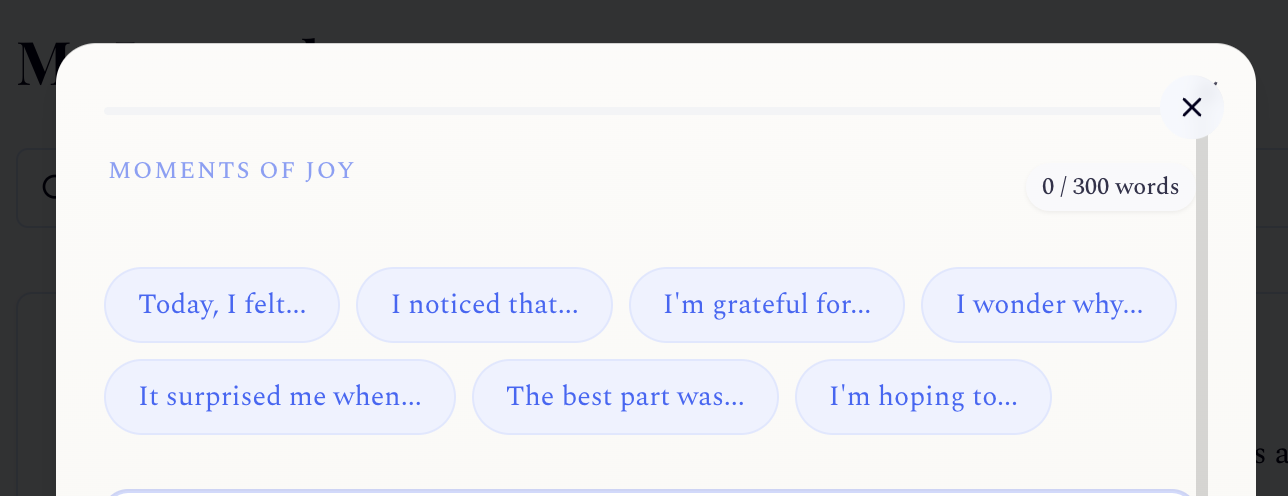 MOMENTS OF JOY
0 / 300 words
Today, I felt...
I noticed that...
I'm grateful for...
I wonder why...
It surprised me when...
The best part was...
I'm hoping to...
s a